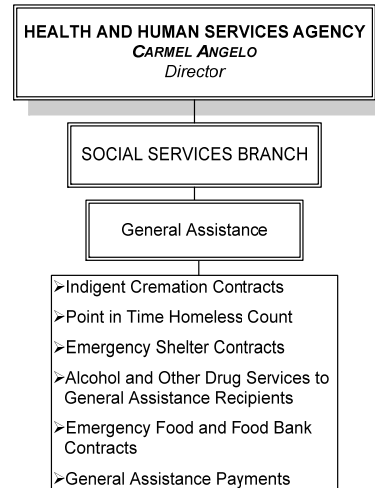 HEALTH AND HUMAN SERVICES AGENCY
CARMEL ANGELO
Director
SOCIAL SERVICES BRANCH
General Assistance
➢Indigent Cremation Contracts
➢Point in Time Homeless Count
➢Emergency Shelter Contracts
➢Alcohol and Other Drug Services to
General Assistance Recipients
➢Emergency Food and Food Bank
Contracts
➢General Assistance Payments